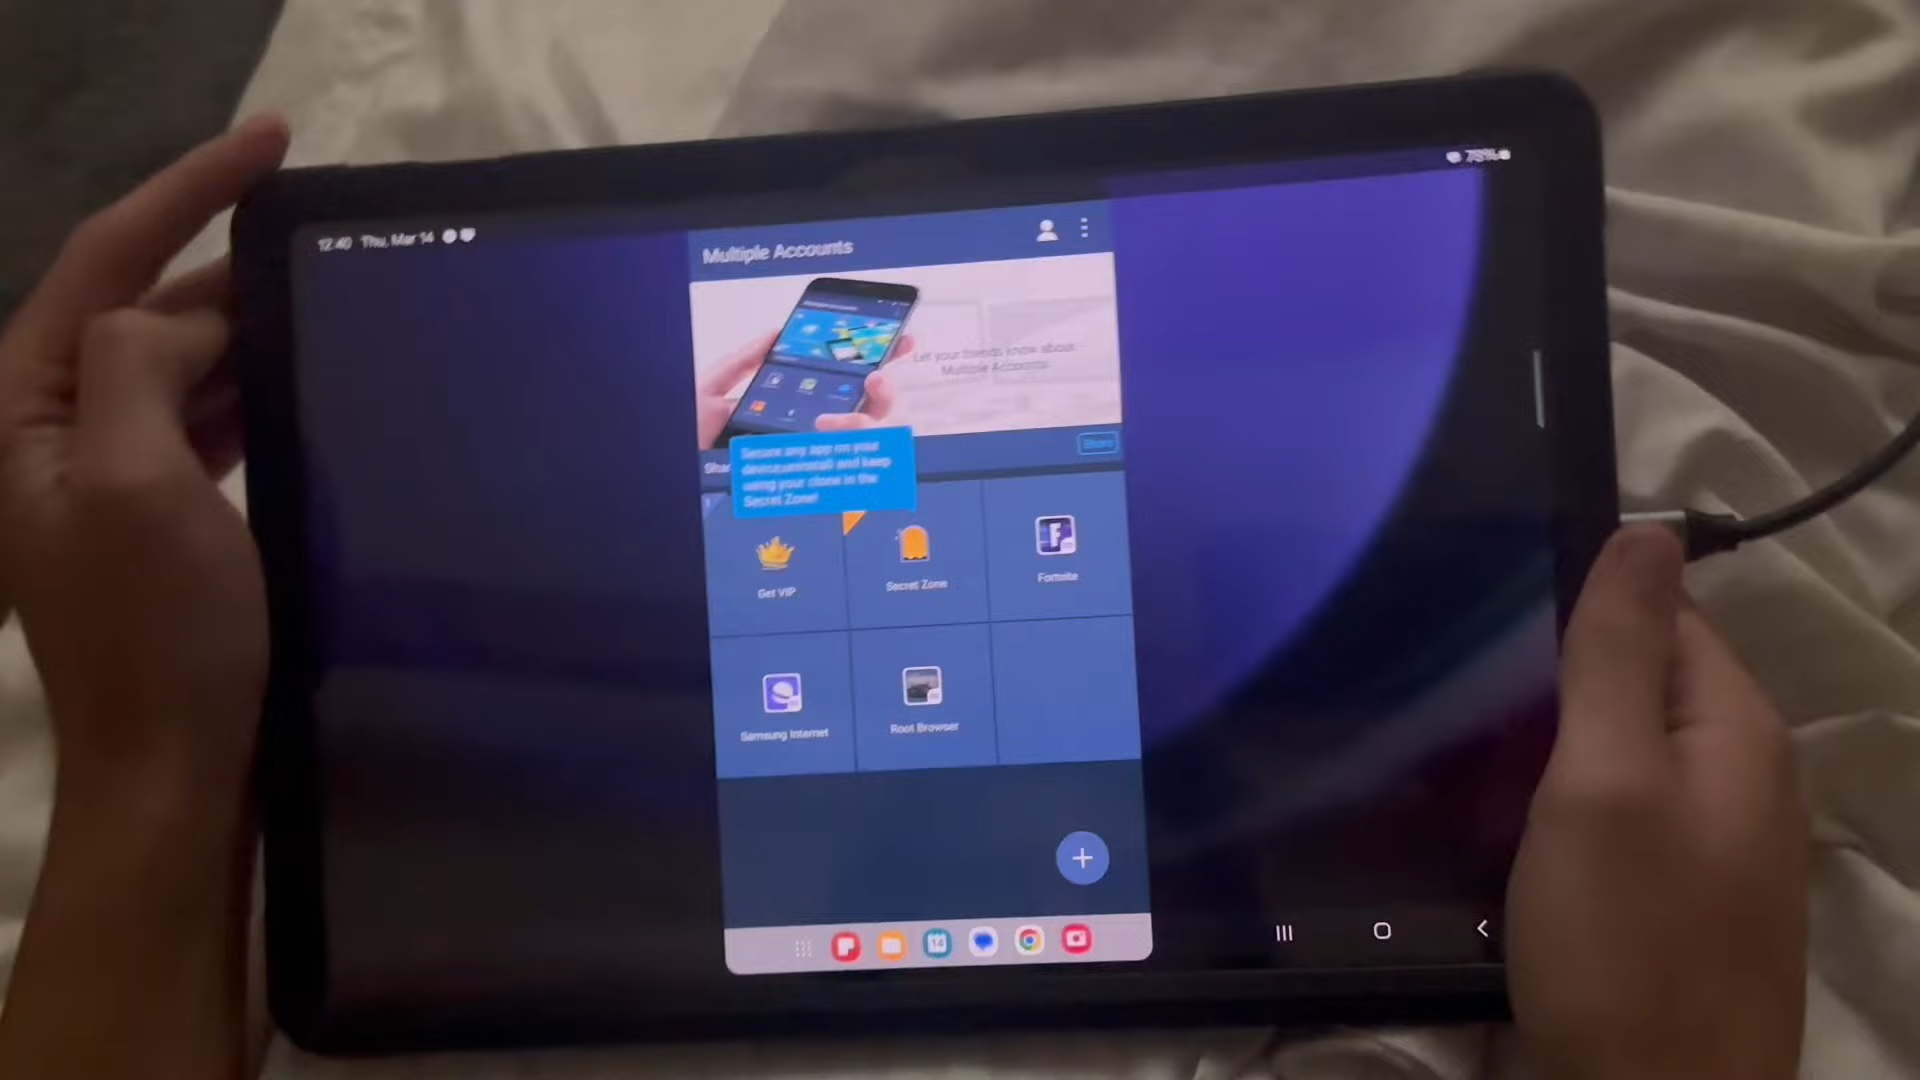 12:40 Thu, Mar 14
Multiple Accounts
Let your friends know about
Multiple Accounts
Secure any app on your
device,uninstall and keep
using your clone in the
Secret Zone!
Share
Get VIP
Secret Zone
Fortnite
Samsung Internet
Root Browser
14